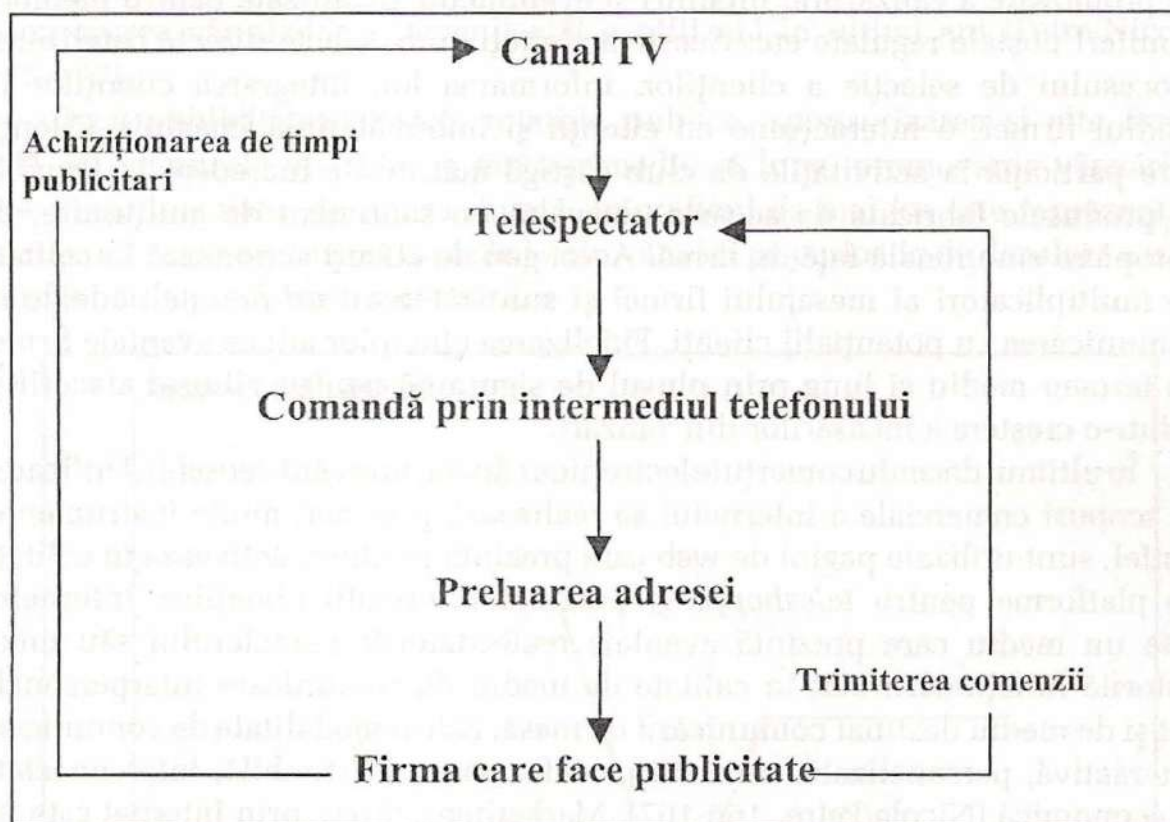 Canal TV
Achiziționarea de timpi
publicitari
Telespectator
Comandă prin intermediul telefonului
Preluarea adresei
Trimiterea comenzii
Firma care face publicitate